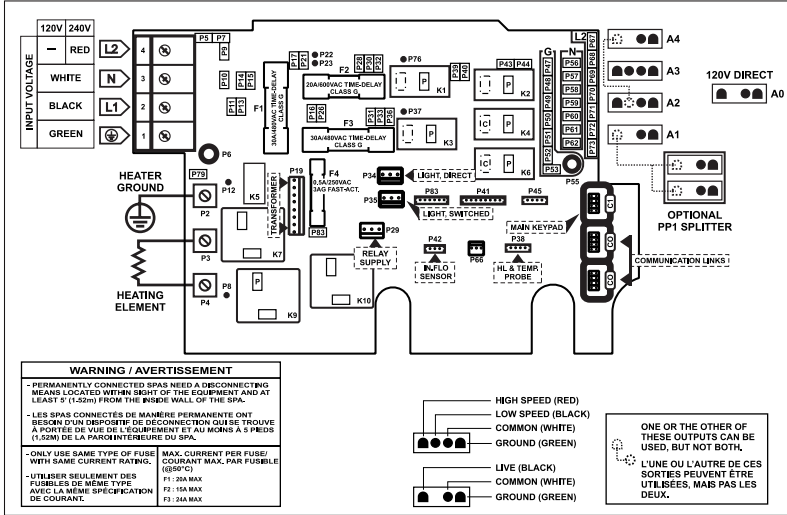 120V 240V
INPUT VOLTAGE
— RED L2 4
WHITE N 3
BLACK L1 2
GREEN 1
P5 P7
P9
P10
P14
P15
P11
P13
P6
F1
30A/480VAC TIME-DELAY
CLASS G
P17
P21
P22
P23
P28
P30
P32
F2
20A/600VAC TIME-DELAY
CLASS G
P16
P26
P31
P33
P36
F3
30A/480VAC TIME-DELAY
CLASS G
P76
P K1
P39
P40
P37
P K3
P43 P44
P K2
C P K4
C P K6
G
P47
P48
P49
P50
P51
P52
P53
N
P56
P57
P58
P59
P60
P61
P62
P55
L2
P67
P68
P69
P70
P71
P72
P73
A4
A3
A2
A1
120V DIRECT
A0
OPTIONAL
PP1 SPLITTER
HEATER
GROUND
P79
P12
P2
P3
P4
P8
HEATING
ELEMENT
K5
K7
P K9
K10
P19
TRANSFORMER
F4
0,5A/250VAC
3AG FAST-ACT.
P83
P34
LIGHT, DIRECT
P35
LIGHT, SWITCHED
P83
P41
P45
P29
RELAY
SUPPLY
P42
IN.FLO
SENSOR
P66
P38
HL & TEMP.
PROBE
MAIN KEYPAD
C1
CO
CO
COMMUNICATION LINKS
WARNING / AVERTISSEMENT
- PERMANENTLY CONNECTED SPAS NEED A DISCONNECTING
MEANS LOCATED WITHIN SIGHT OF THE EQUIPMENT AND AT
LEAST 5' (1-52m) FROM THE INSIDE WALL OF THE SPA.
- LES SPAS CONNECTÉS DE MANIÈRE PERMANENTE ONT
BESOIN D'UN DISPOSITIF DE DÉCONNECTION QUI SE TROUVE
À PORTÉE DE VUE DE L'ÉQUIPEMENT ET AU MOINS À 5 PIEDS
(1,52M) DE LA PAROI INTÉRIEURE DU SPA.
- ONLY USE SAME TYPE OF FUSE
WITH SAME CURRENT RATING.
- UTILISER SEULEMENT DES
FUSIBLES DE MÊME TYPE
AVEC LA MÊME SPÉCIFICATION
DE COURANT.
MAX. CURRENT PER FUSE/
COURANT MAX. PAR FUSIBLE
(@50°C)
F1 : 20A MAX
F2 : 15A MAX
F3 : 24A MAX
HIGH SPEED (RED)
LOW SPEED (BLACK)
COMMON (WHITE)
GROUND (GREEN)
LIVE (BLACK)
COMMON (WHITE)
GROUND (GREEN)
ONE OR THE OTHER OF
THESE OUTPUTS CAN BE
USED, BUT NOT BOTH.
L'UNE OU L'AUTRE DE CES
SORTIES PEUVENT ÊTRE
UTILISÉES, MAIS PAS LES
DEUX.